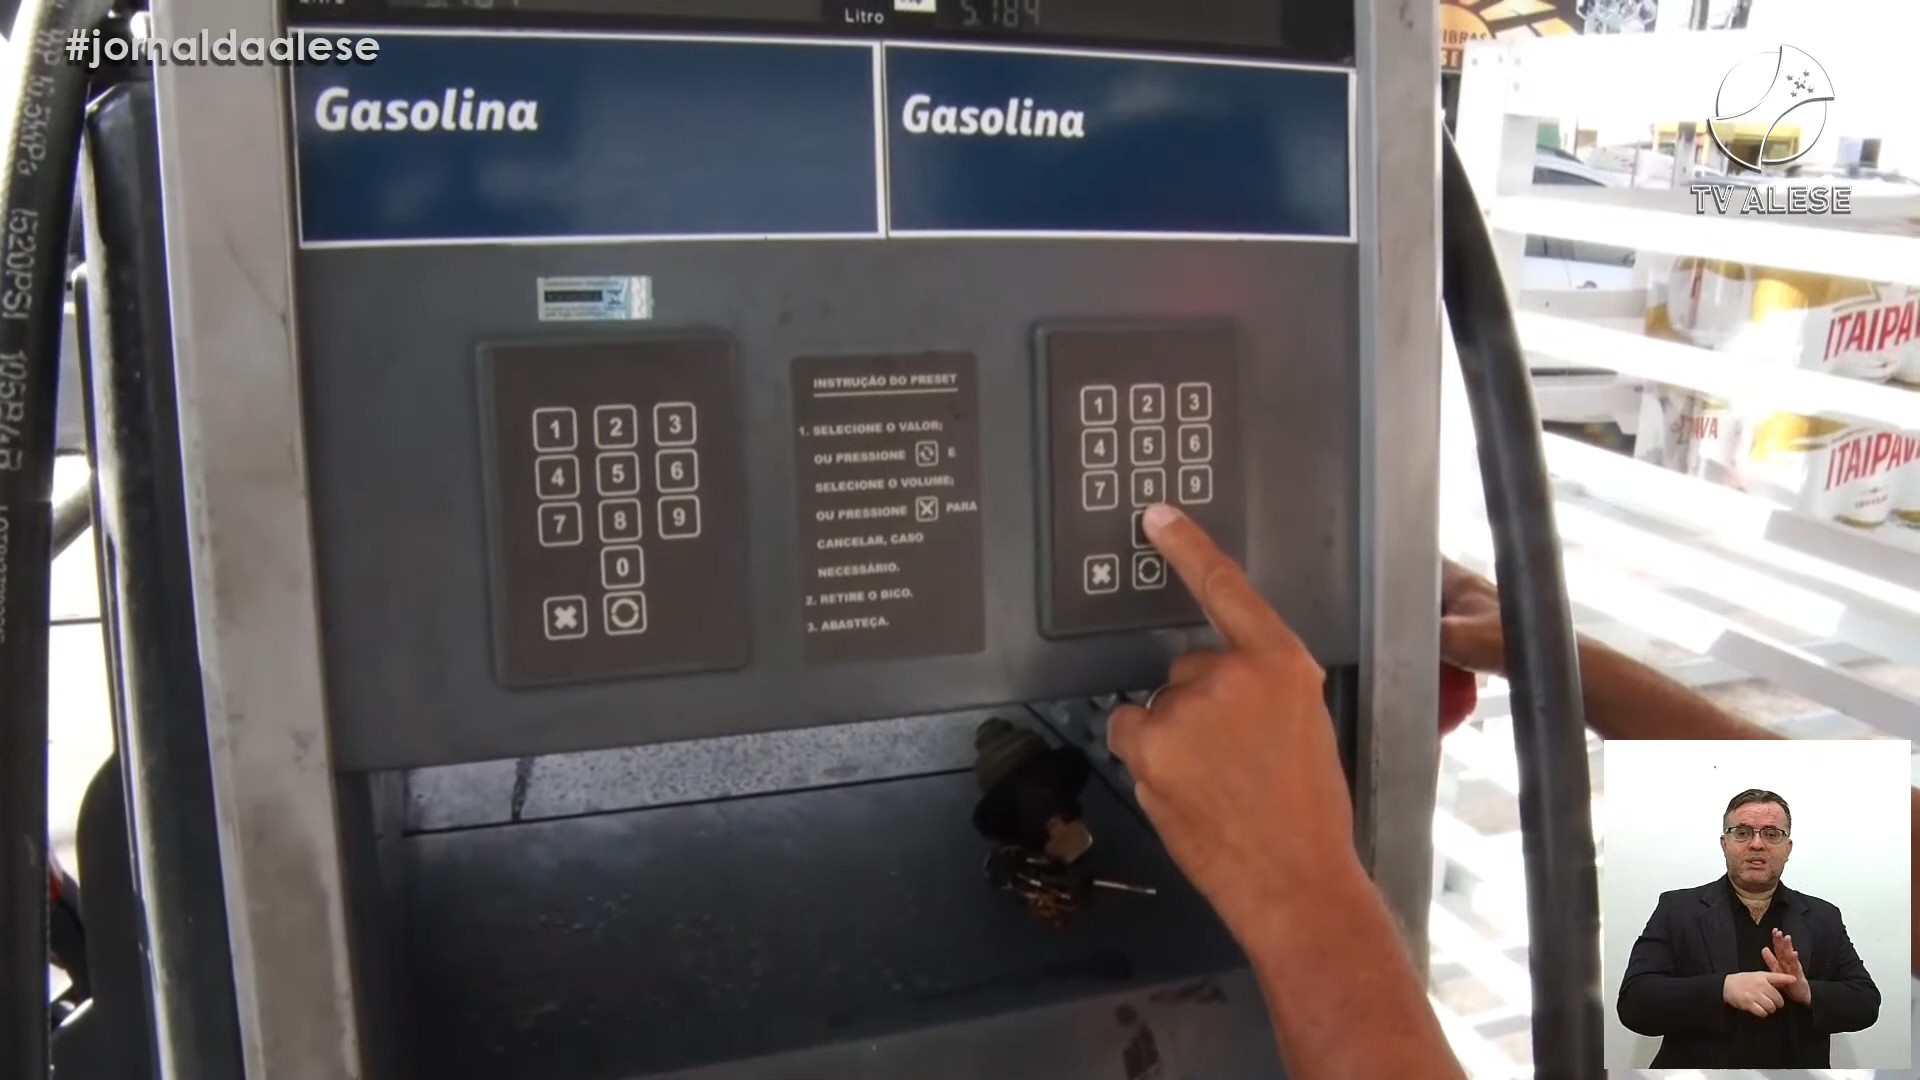 #jornaldaalese
Litro
5.189
Gasolina
Gasolina
TV ALESE
1 2 3
4 5 6
7 8 9
0
INSTRUÇÃO DO PRESET
1. SELECIONE O VALOR;
OU PRESSIONE E
SELECIONE O VOLUME;
OU PRESSIONE PARA
CANCELAR, CASO
NECESSÁRIO.
2. RETIRE O BICO.
3. ABASTEÇA.
1 2 3
4 5 6
7 8 9
ITAIPAVA
ITAIPAVA